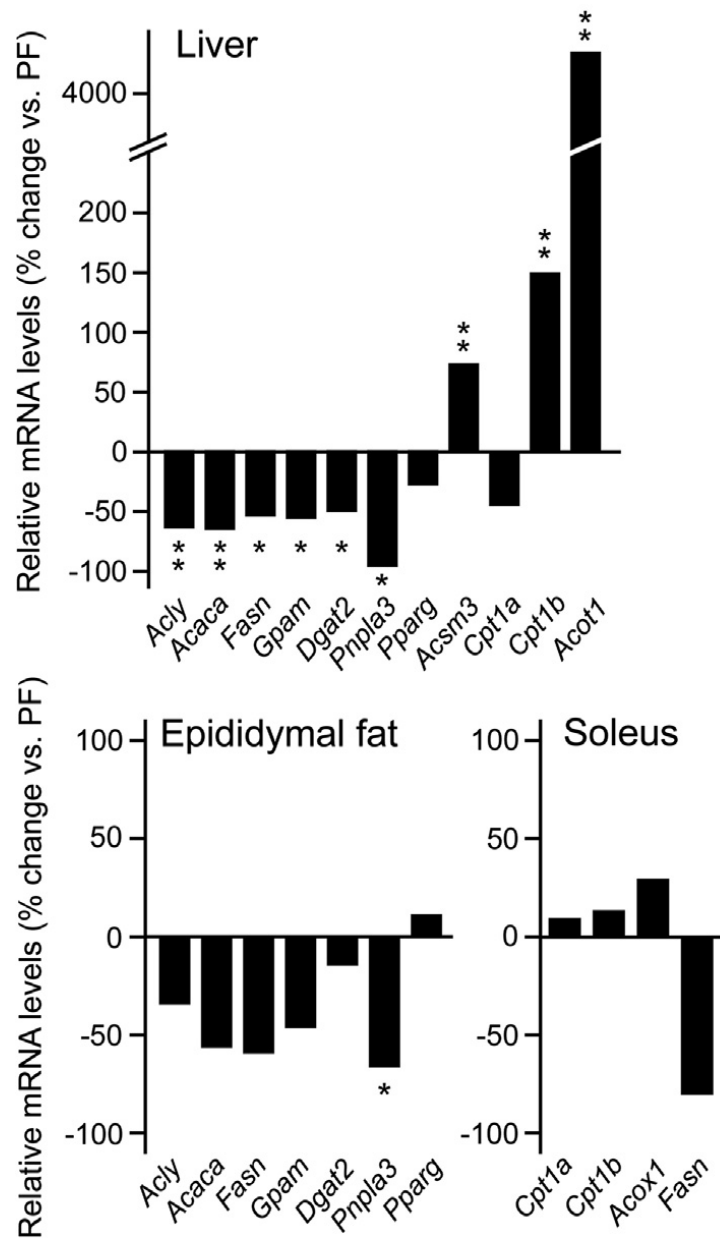 Relative mRNA levels (% change vs. PF)
Liver
4000
200
150
100
50
0
-50
-100
** ** * * * * ** ** **
Acly Acaca Fasn Gpam Dgat2 Pnpla3 Pparg Acsm3 Cpt1a Cpt1b Acot1
Relative mRNA levels (% change vs. PF)
Epididymal fat
100
50
0
-50
-100
*
Acly Acaca Fasn Gpam Dgat2 Pnpla3 Pparg
Soleus
100
50
0
-50
-100
Cpt1a Cpt1b Acox1 Fasn